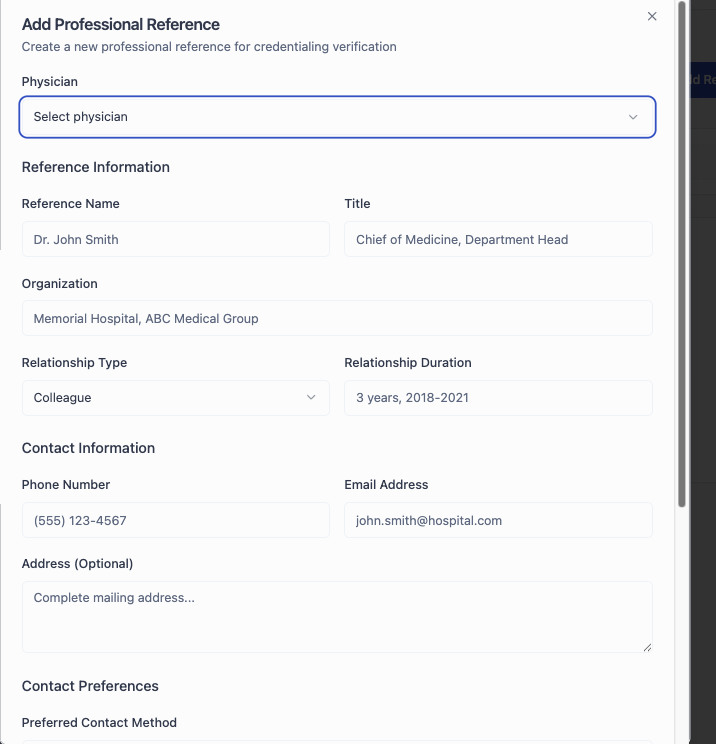 Add Professional Reference
Create a new professional reference for credentialing verification
Physician
Select physician
Reference Information
Reference Name
Title
Dr. John Smith
Chief of Medicine, Department Head
Organization
Memorial Hospital, ABC Medical Group
Relationship Type
Relationship Duration
Colleague
3 years, 2018-2021
Contact Information
Phone Number
Email Address
(555) 123-4567
john.smith@hospital.com
Address (Optional)
Complete mailing address...
Contact Preferences
Preferred Contact Method